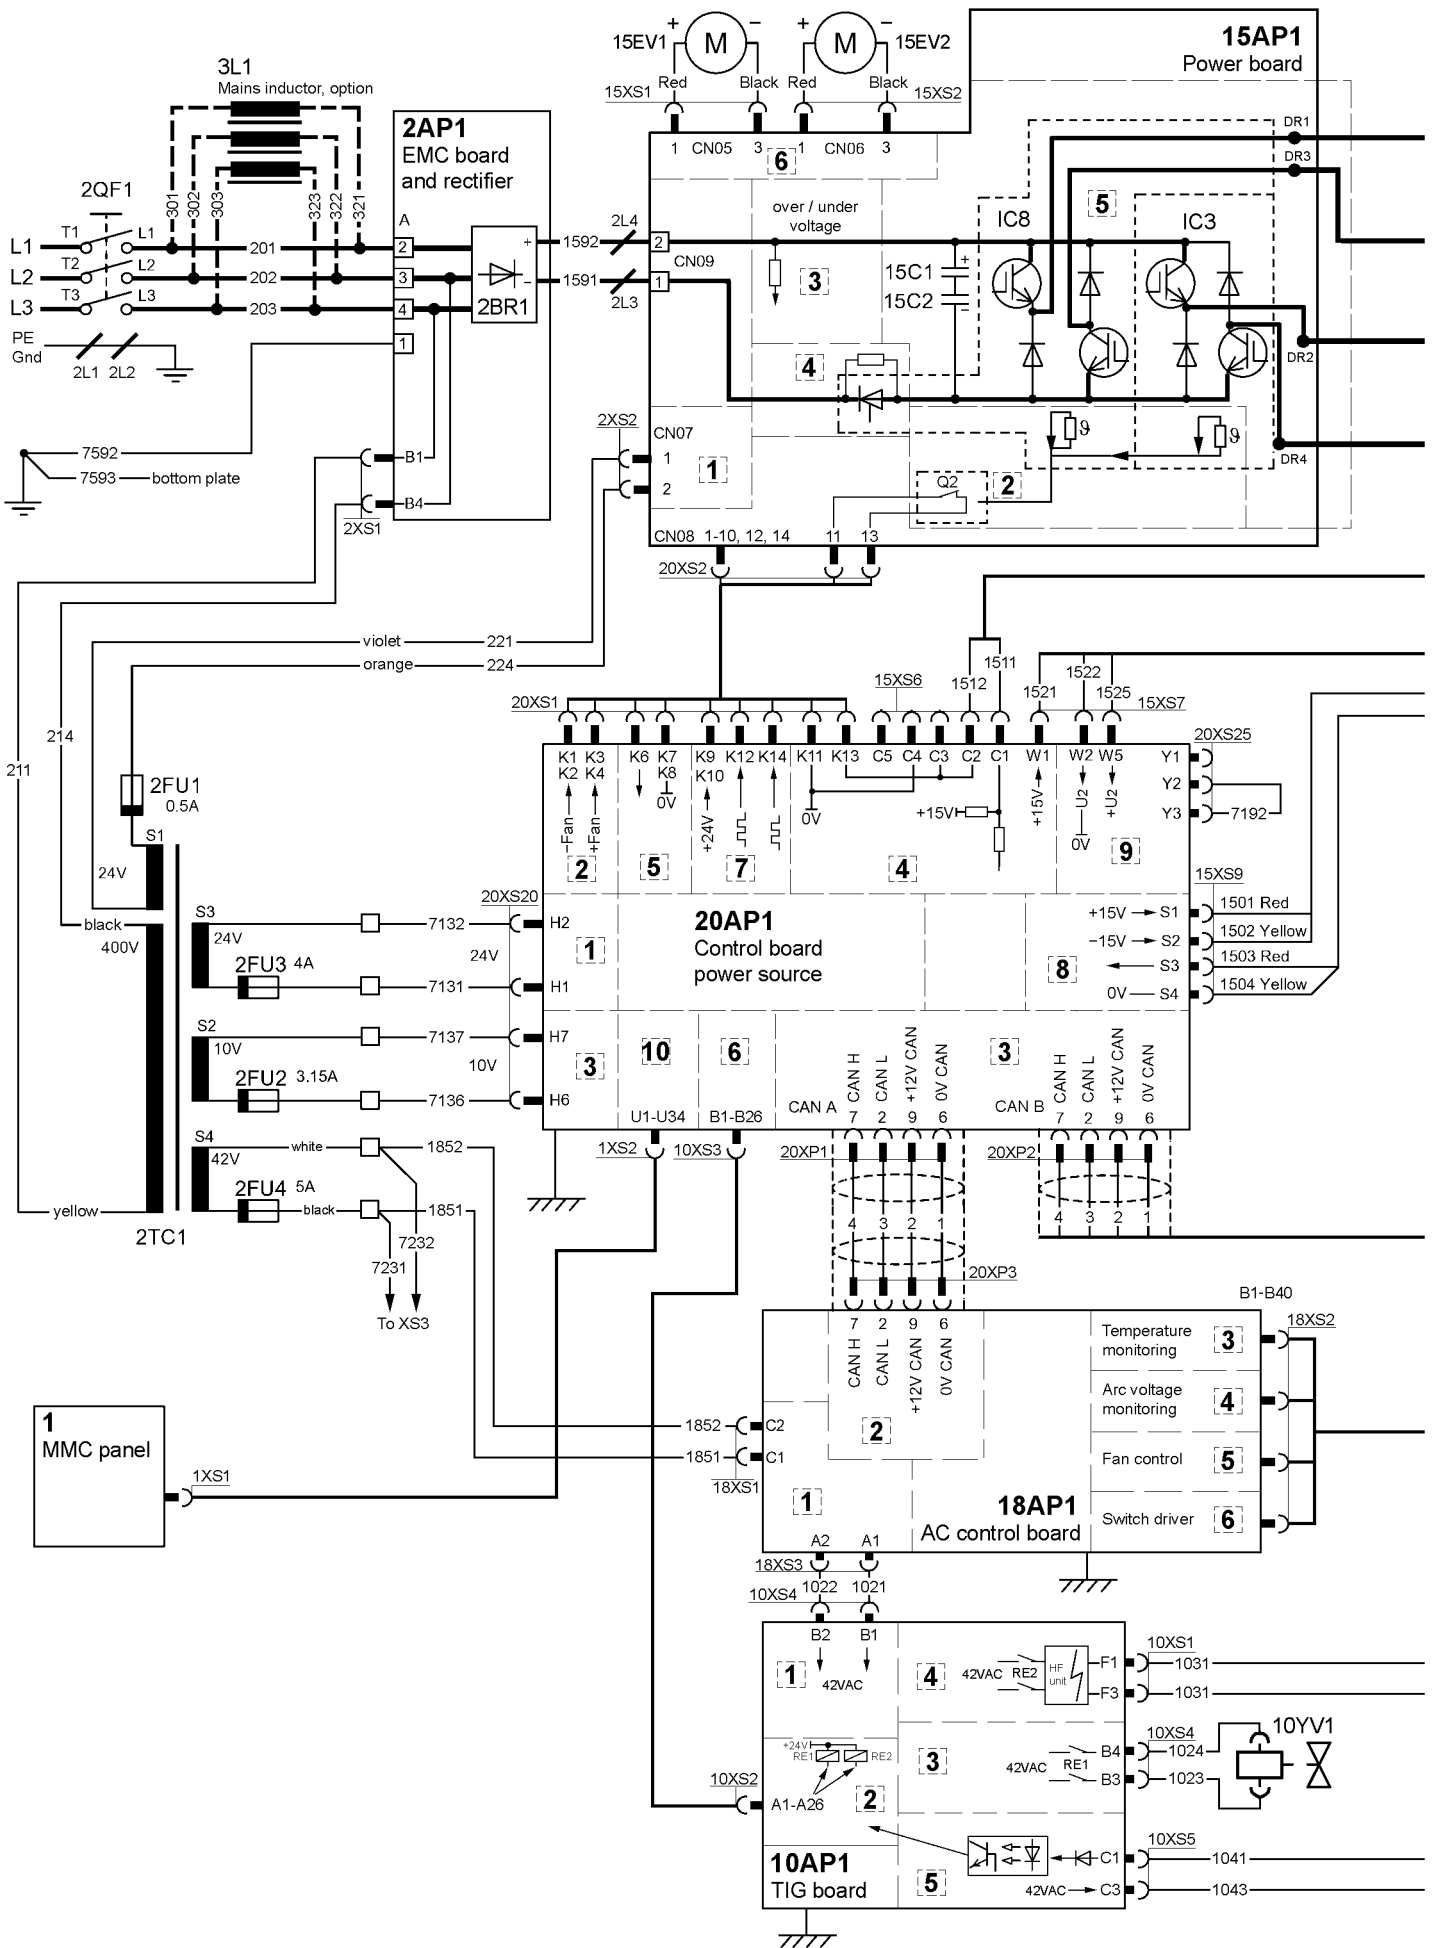 15EV1
+
M
−
+
M
−
15EV2
15AP1
Power board
3L1
Mains inductor, option
Red
Black
Red
Black
15XS1
15XS2
2AP1
EMC board
and rectifier
1
CN05
3
1
CN06
3
6
DR1
DR3
2QF1
301
302
303
323
322
321
A
over / under
voltage
IC8
5
IC3
L1
T1
L1
201
2
+
1592
2L4
2
CN09
L2
T2
L2
202
3
−
1591
2L3
1
3
15C1
+
15C2
−
L3
T3
L3
203
4
2BR1
PE
Gnd
2L1
2L2
1
4
DR2
2XS2
CN07
1
2
1
ϑ
ϑ
DR4
7592
7593
bottom plate
B1
B4
2XS1
Q2
2
CN08
1-10, 12, 14
11
13
20XS2
violet
221
orange
224
1511
1512
1521
1522
1525
15XS6
20XS1
15XS7
214
211
K1
K2
K3
K4
K6
K7
K8
K9
K10
K12
K14
K11
K13
C5
C4
C3
C2
C1
W1
W2
W5
20XS25
Y1
Y2
Y3
7192
−Fan
+Fan
0V
+24V
0V
+15V
+15V
−U2
0V
+U2
2
5
7
4
9
2FU1
0.5A
S1
24V
black
400V
15XS9
20XS20
S3
24V
7132
H2
24V
2FU3
4A
7131
H1
1
20AP1
Control board
power source
+15V
S1
1501 Red
−15V
S2
1502 Yellow
8
S3
1503 Red
0V
S4
1504 Yellow
S2
10V
7137
H7
10V
2FU2
3.15A
7136
H6
3
10
6
3
U1-U34
B1-B26
CAN A
CAN H
CAN L
+12V CAN
0V CAN
7
2
9
6
CAN B
CAN H
CAN L
+12V CAN
0V CAN
7
2
9
6
S4
42V
white
1852
1XS2
10XS3
20XP1
20XP2
2FU4
5A
black
1851
yellow
2TC1
7232
7231
To XS3
4
3
2
1
4
3
2
1
20XP3
B1-B40
18XS2
7
2
9
6
CAN H
CAN L
+12V CAN
0V CAN
Temperature
monitoring
3
Arc voltage
monitoring
4
Fan control
5
Switch driver
6
1
MMC panel
1XS1
1852
C2
1851
C1
18XS1
2
1
18AP1
AC control board
A2
A1
18XS3
1022
1021
10XS4
B2
B1
1
42VAC
4
42VAC
RE2
HF
unit
F1
F3
10XS1
1031
1031
+24V
RE1
RE2
3
42VAC
RE1
B4
B3
10XS4
1024
1023
10YV1
10XS2
A1-A26
2
10AP1
TIG board
5
C1
42VAC
C3
10XS5
1041
1043